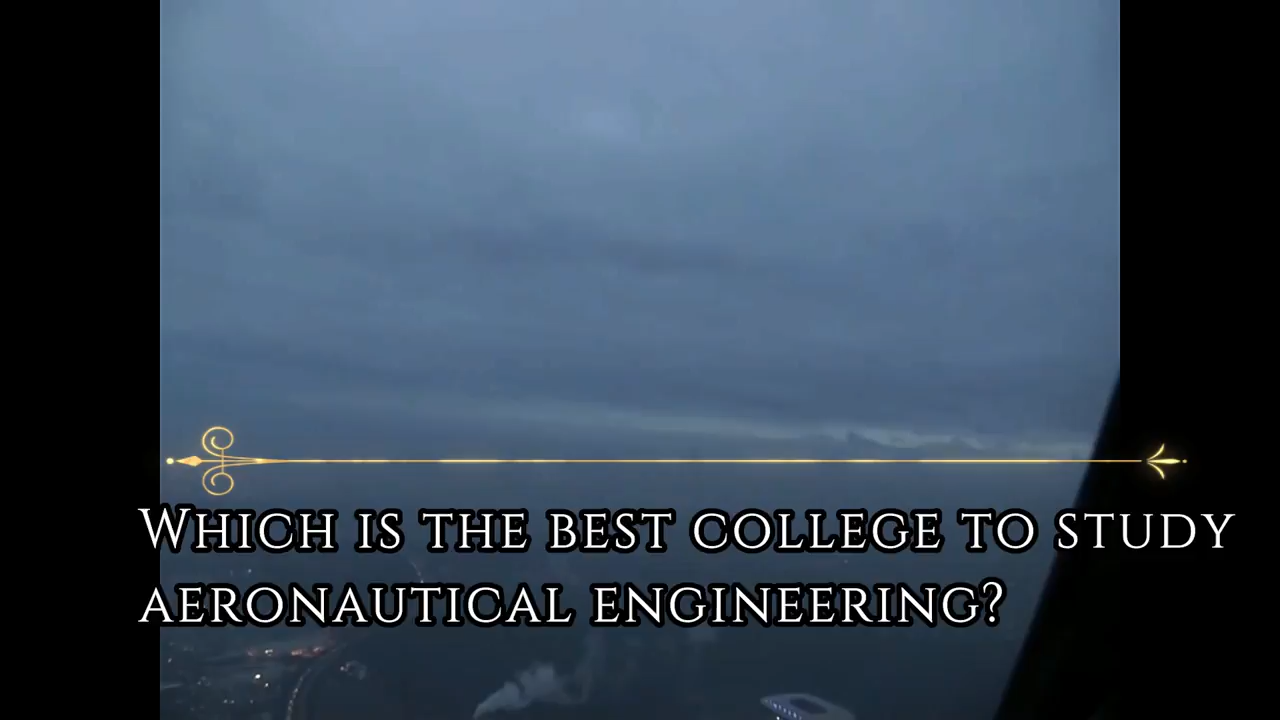 Which is the best college to study
aeronautical engineering?